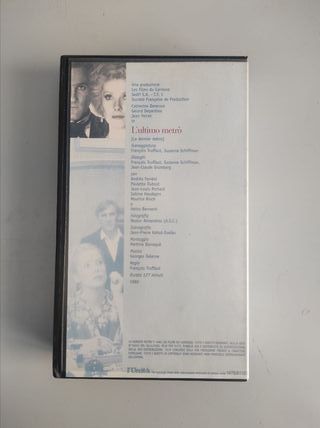 Una produzione
Les Films du Carrosse
Sedif S.A. - T.F. 1
Société Française de Production
Catherine Deneuve
Gérard Depardieu
Jean Poiret
in
L'ultimo metrò
(Le dernier métro)
Sceneggiatura
François Truffaut, Suzanne Schiffman
Dialoghi
François Truffaut, Suzanne Schiffman,
Jean-Claude Grumberg
con
Andréa Ferréol
Paulette Dubost
Jean-Louis Richard
Sabine Haudepin
Maurice Risch
e
Heinz Bennent
Fotografia
Nestor Almendros (A.S.C.)
Scenografia
Jean-Pierre Kohut-Svelko
Montaggio
Martine Barraqué
Musica
Georges Delerue
Regia
François Truffaut
Durata 127 minuti
1980
l'Unità